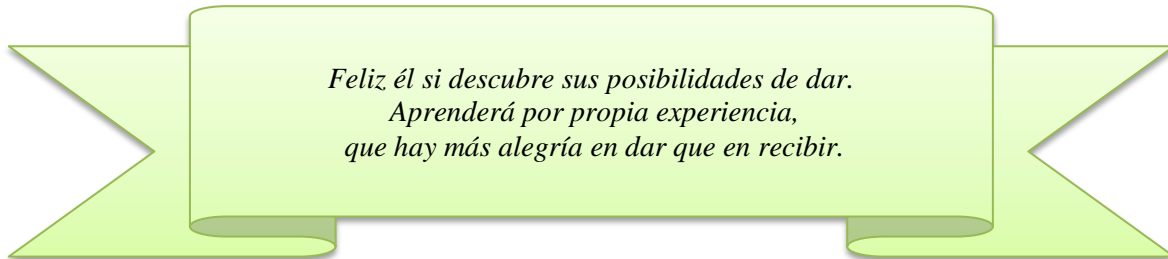 Feliz él si descubre sus posibilidades de dar.
Aprenderá por propia experiencia,
que hay más alegría en dar que en recibir.